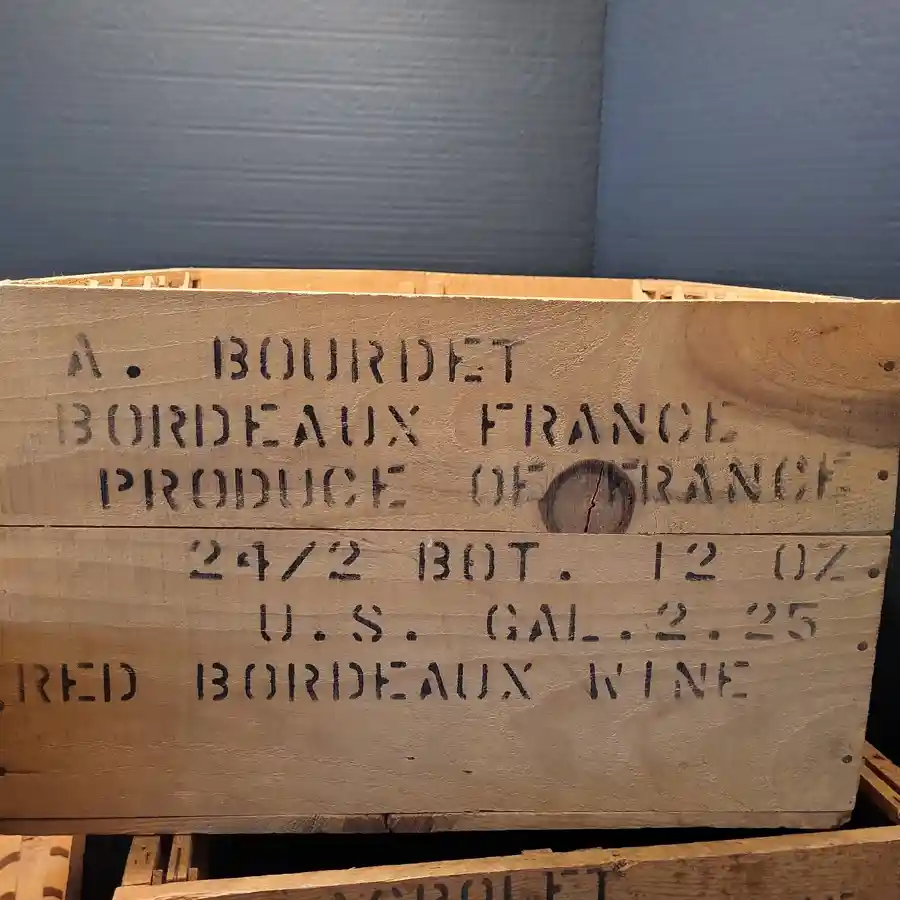 A. BOURDET
BORDEAUX FRANCE
PRODUCE OF FRANCE
24/2 BOT. 12 OZ.
U.S. GAL.2.25
RED BORDEAUX WINE